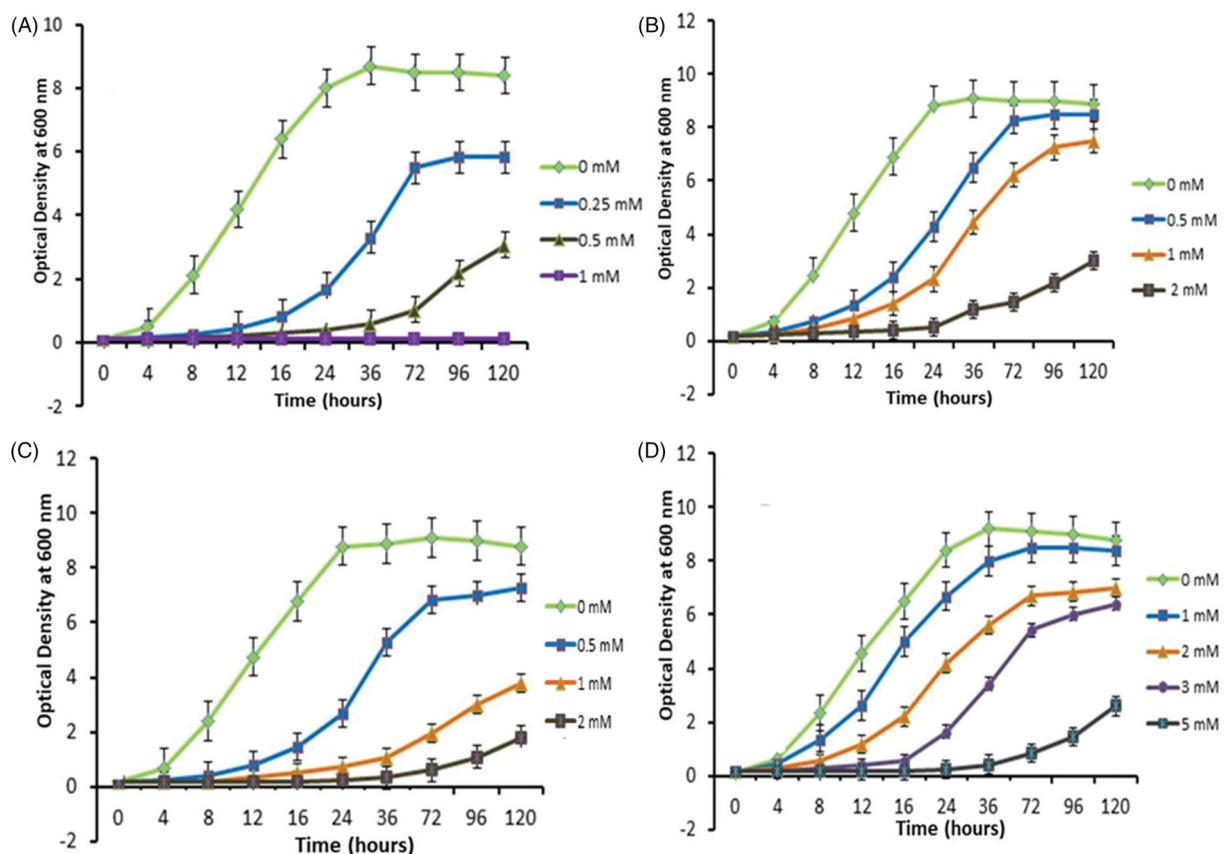 (A)
10
8
6
4
2
0
-2
Optical Density at 600 nm
0 4 8 12 16 24 36 72 96 120
Time (hours)
0 mM
0.25 mM
0.5 mM
1 mM
(B)
12
10
8
6
4
2
0
-2
Optical Density at 600 nm
0 4 8 12 16 24 36 72 96 120
Time (hours)
0 mM
0.5 mM
1 mM
2 mM
(C)
12
10
8
6
4
2
0
-2
Optical Density at 600 nm
0 4 8 12 16 24 36 72 96 120
Time (hours)
0 mM
0.5 mM
1 mM
2 mM
(D)
12
10
8
6
4
2
0
-2
Optical Density at 600 nm
0 4 8 12 16 24 36 72 96 120
Time (hours)
0 mM
1 mM
2 mM
3 mM
5 mM